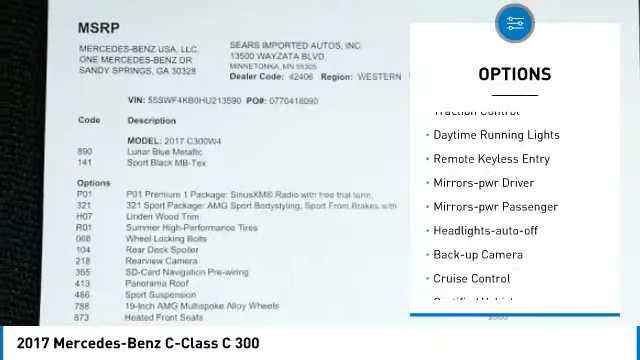 MSRP
MERCEDES-BENZ USA, LLC.
ONE MERCEDES-BENZ DR
SANDY SPRINGS, GA 30328
SEARS IMPORTED AUTOS, INC.
13500 WAYZATA BLVD.
MINNETONKA, MN 55305
Dealer Code: 42406 Region: WESTERN
VIN: 55SWF4KB0HU213590 PO#: 0770418090
Code Description
MODEL: 2017 C300W4
890 Lunar Blue Metallic
141 Sport Black MB-Tex
Options
P01 P01 Premium 1 Package: SiriusXM® Radio with free trial term,
321 321 Sport Package: AMG Sport Bodystyling, Sport Front Brakes with
H07 Linden Wood Trim
R01 Summer High-Performance Tires
068 Wheel Locking Bolts
104 Rear Deck Spoiler
218 Rearview Camera
355 SD-Card Navigation Pre-wiring
413 Panorama Roof
486 Sport Suspension
788 19-Inch AMG Multispoke Alloy Wheels
873 Heated Front Seats
OPTIONS
Traction Control
• Daytime Running Lights
• Remote Keyless Entry
• Mirrors-pwr Driver
• Mirrors-pwr Passenger
• Headlights-auto-off
• Back-up Camera
• Cruise Control
2017 Mercedes-Benz C-Class C 300